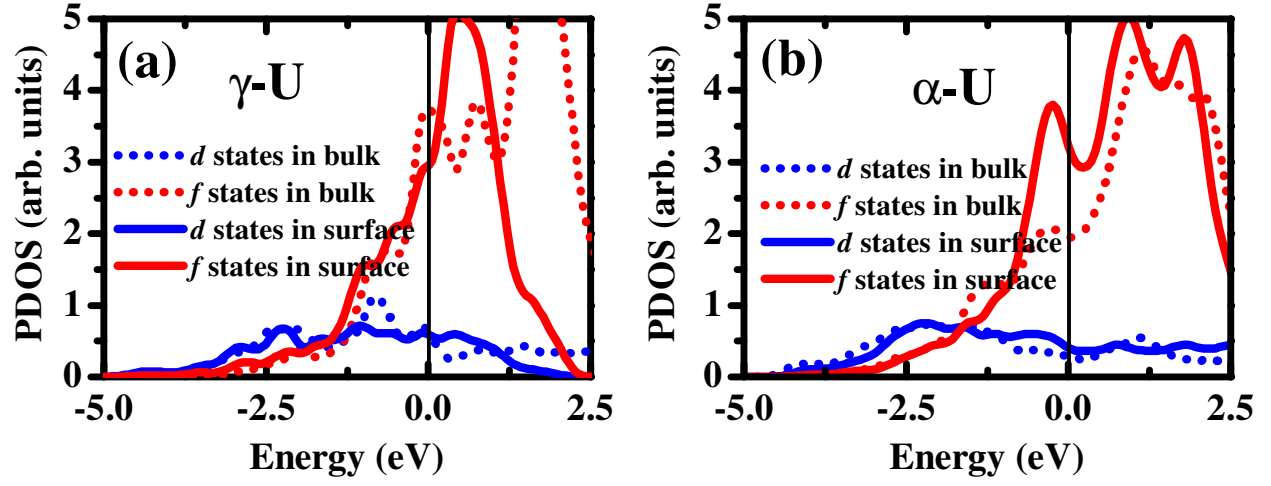 (a)
γ-U
PDOS (arb. units)
5
4
3
2
1
0
d states in bulk
f states in bulk
d states in surface
f states in surface
-5.0 -2.5 0.0 2.5
Energy (eV)
(b)
α-U
PDOS (arb. units)
5
4
3
2
1
0
d states in bulk
f states in bulk
d states in surface
f states in surface
-5.0 -2.5 0.0 2.5
Energy (eV)